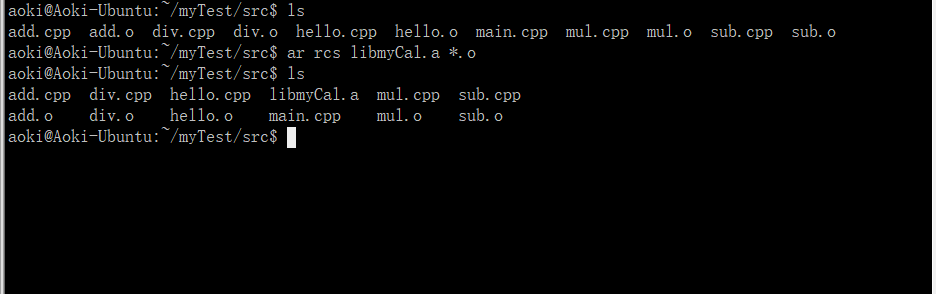 aoki@Aoki-Ubuntu:~/myTest/src$ ls
add.cpp  add.o  div.cpp  div.o  hello.cpp  hello.o  main.cpp  mul.cpp  mul.o  sub.cpp  sub.o
aoki@Aoki-Ubuntu:~/myTest/src$ ar rcs libmyCal.a *.o
aoki@Aoki-Ubuntu:~/myTest/src$ ls
add.cpp  div.cpp  hello.cpp  libmyCal.a  mul.cpp  sub.cpp
add.o    div.o    hello.o    main.cpp    mul.o    sub.o
aoki@Aoki-Ubuntu:~/myTest/src$